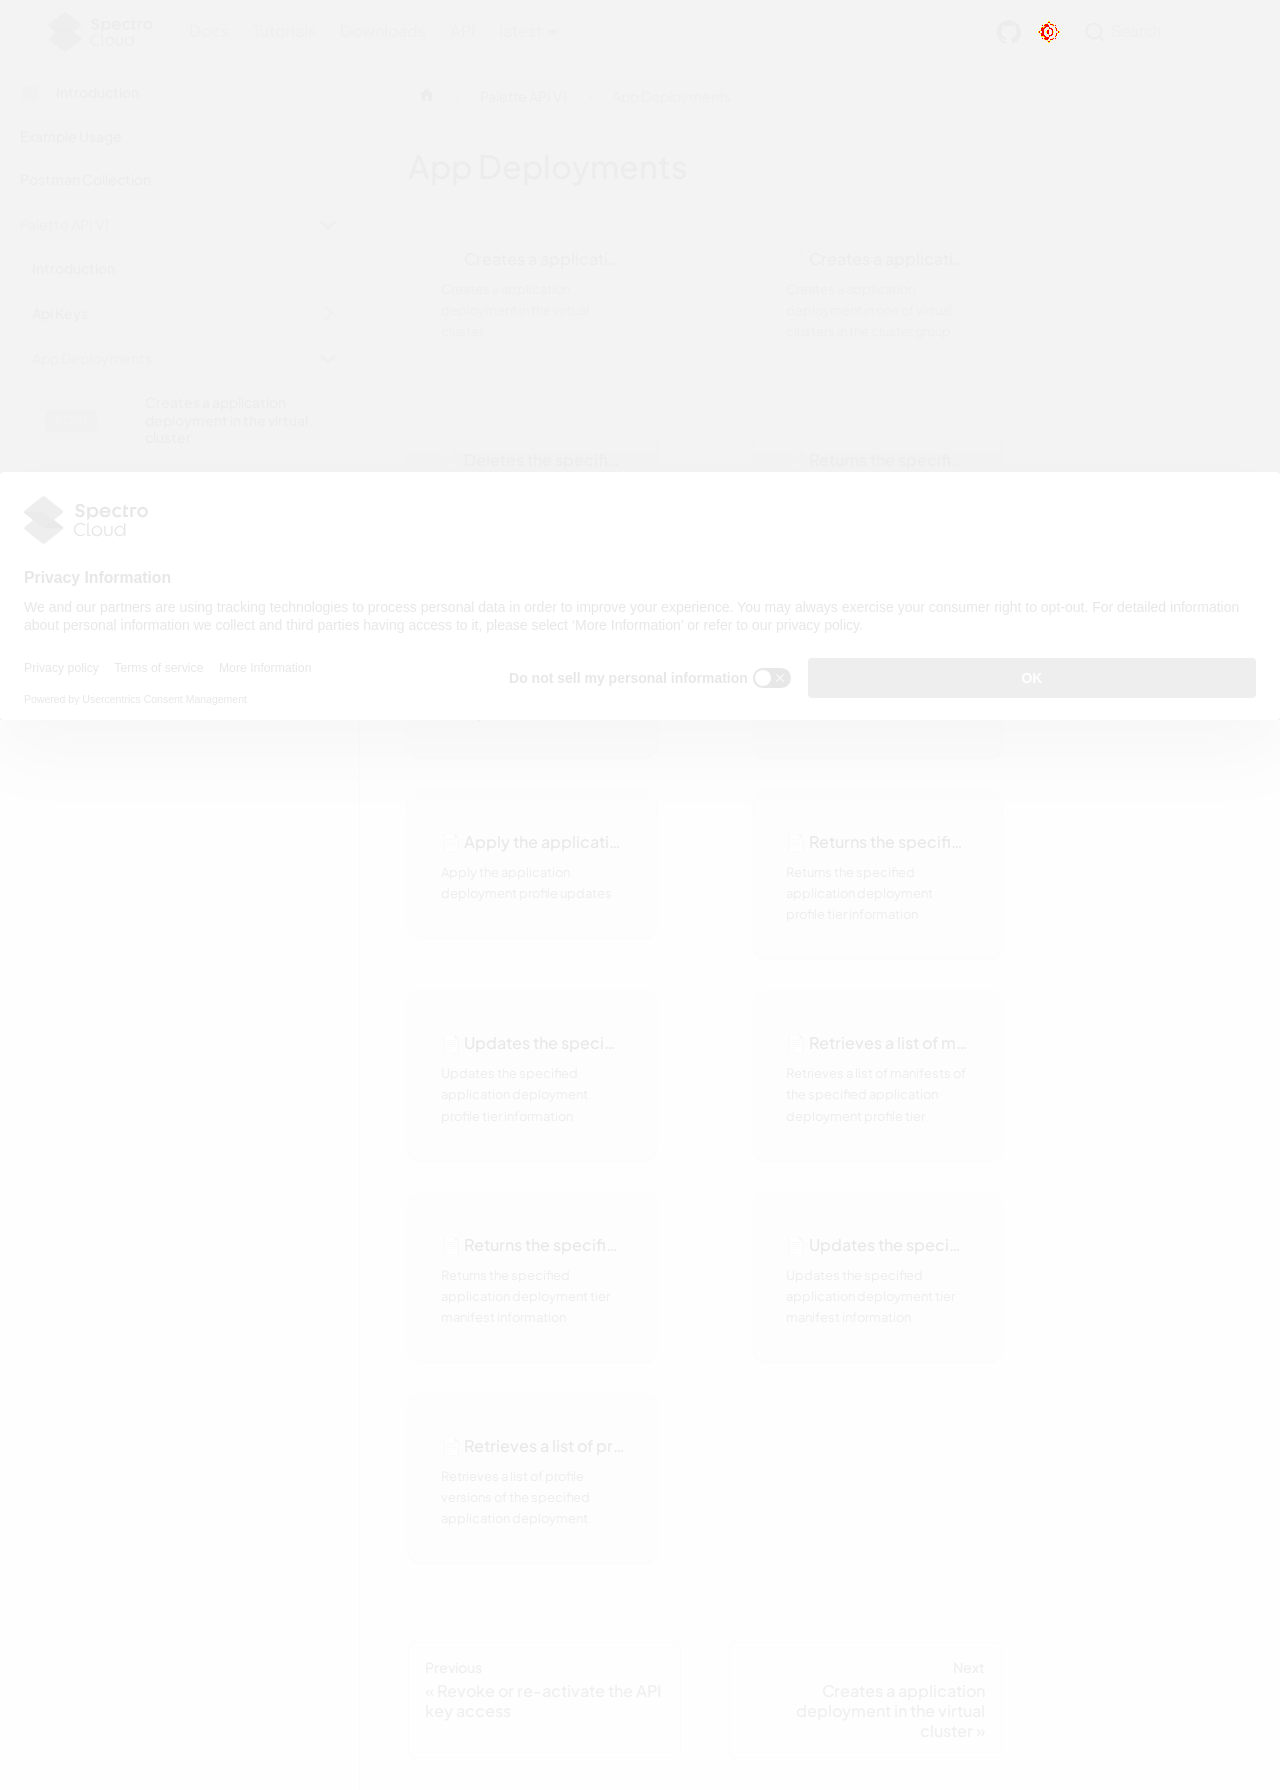 Spectro
Cloud
Docs
Tutorials
Downloads
API
latest
Search
Introduction
Example Usage
Postman Collection
Palette API V1
Introduction
Api Keys
App Deployments
Creates a application
deployment in the virtual
cluster
Palette API V1
App Deployments
App Deployments
Creates a applicati...
Creates a application
deployment in the virtual
cluster
Creates a applicati...
Creates a application
deployment in one of virtual
clusters in the cluster group
Deletes the specifi...
Returns the specifi...
Spectro
Cloud
Privacy Information
We and our partners are using tracking technologies to process personal data in order to improve your experience. You may always exercise your consumer right to opt-out. For detailed information
about personal information we collect and third parties having access to it, please select 'More Information' or refer to our privacy policy.
Privacy policy
Terms of service
More Information
Powered by Usercentrics Consent Management
Do not sell my personal information
OK
Apply the applicati...
Apply the application
deployment profile updates
Returns the specifi...
Returns the specified
application deployment
profile tier information
Updates the speci...
Updates the specified
application deployment
profile tier information
Retrieves a list of m...
Retrieves a list of manifests of
the specified application
deployment profile tier
Returns the specifi...
Returns the specified
application deployment tier
manifest information
Updates the speci...
Updates the specified
application deployment tier
manifest information
Retrieves a list of pr...
Retrieves a list of profile
versions of the specified
application deployment
Previous
« Revoke or re-activate the API
key access
Next
Creates a application
deployment in the virtual
cluster »